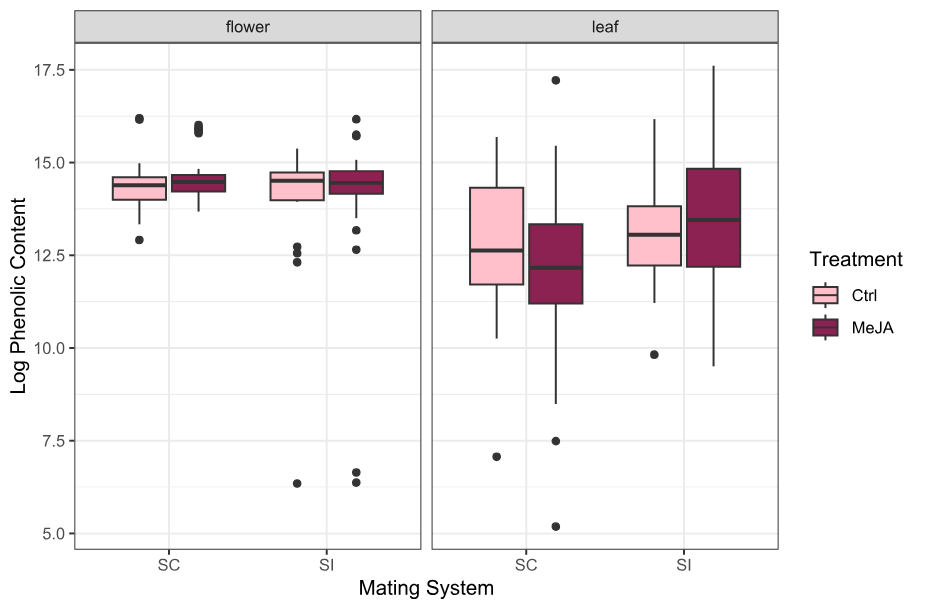 flower leaf
17.5
15.0
12.5
10.0
7.5
5.0
Log Phenolic Content
SC SI SC SI
Mating System
Treatment
Ctrl
MeJA